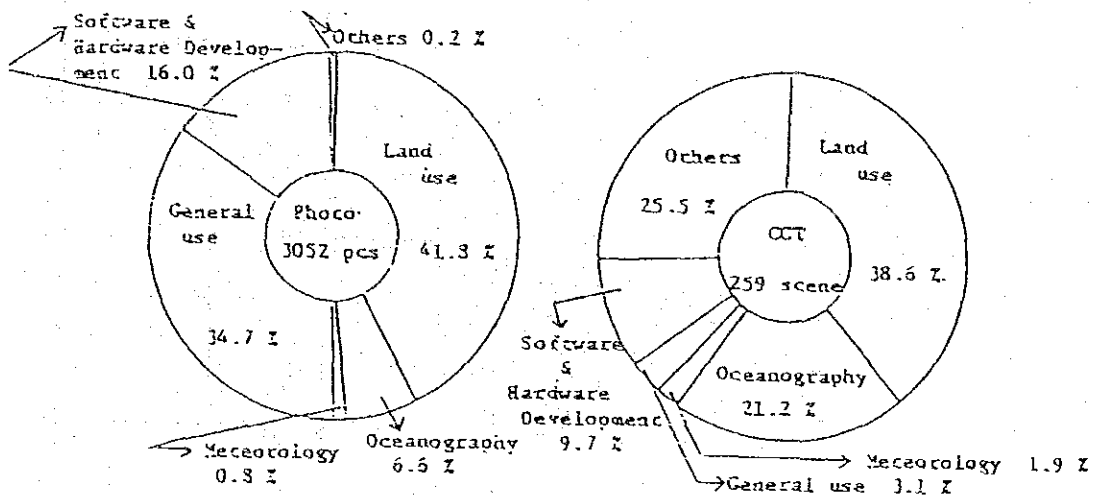 Software &
Hardware Develop-
ment 16.0 %
Others 0.2 %
Land
use
41.8 %
General
use
34.7 %
Photo
3052 pcs
Meteorology
0.8 %
Oceanography
6.5 %
Others
25.5 %
Land
use
38.6 %
CCT
259 scene
Software
&
Hardware
Development
9.7 %
Oceanography
21.2 %
Meteorology 1.9 %
General use 3.1 %